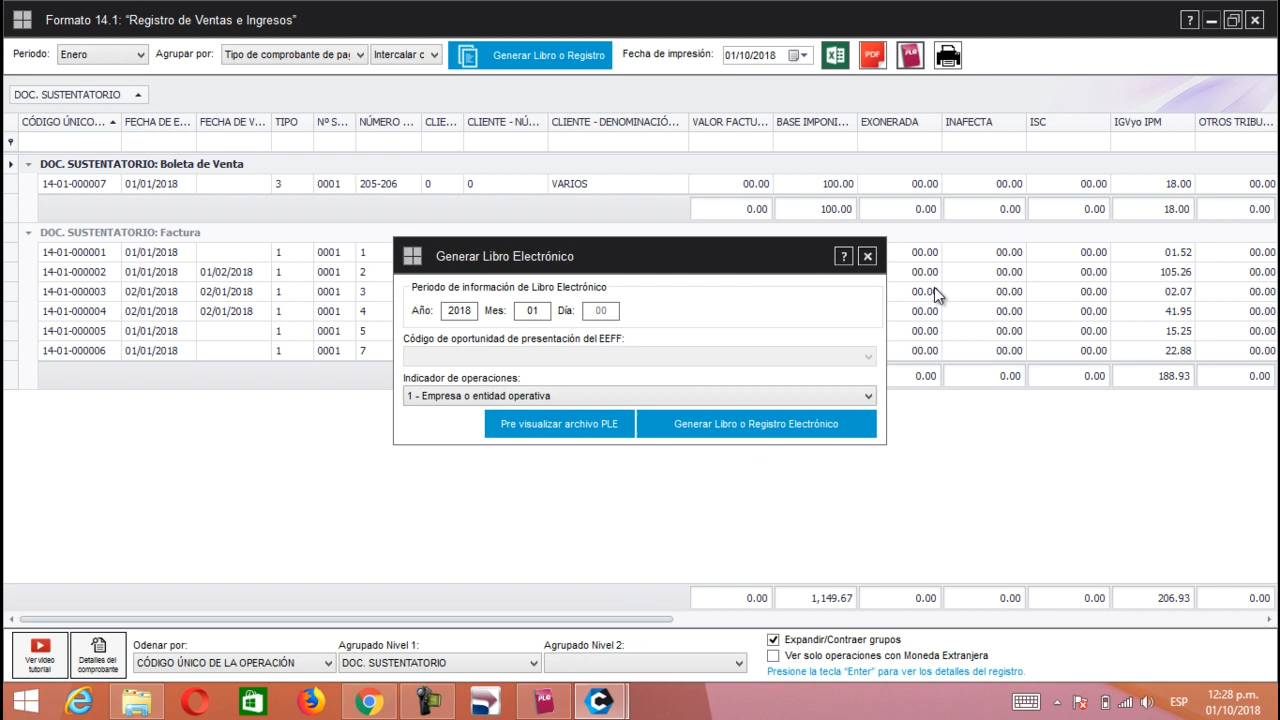 Formato 14.1: “Registro de Ventas e Ingresos”
?
Periodo: Enero Agrupar por: Tipo de comprobante de pag Intercalar c Generar Libro o Registro Fecha de impresión: 01/10/2018 PDF PLE
DOC. SUSTENTATORIO
CÓDIGO ÚNICO... FECHA DE E... FECHA DE V... TIPO Nº S... NÚMERO ... CLIE... CLIENTE - NÚ... CLIENTE - DENOMINACIÓ... VALOR FACTU... BASE IMPONI... EXONERADA INAFECTA ISC IGVyo IPM OTROS TRIBU...
DOC. SUSTENTATORIO: Boleta de Venta
14-01-000007 01/01/2018 3 0001 205-206 0 0 VARIOS 00.00 100.00 00.00 00.00 00.00 18.00 00.00
0.00 100.00 0.00 0.00 0.00 18.00 0.00
DOC. SUSTENTATORIO: Factura
14-01-000001 01/01/2018 1 0001 1 00.00 00.00 00.00 01.52 00.00
14-01-000002 01/01/2018 01/02/2018 1 0001 2 00.00 00.00 00.00 105.26 00.00
14-01-000003 02/01/2018 02/01/2018 1 0001 3 00.00 00.00 00.00 02.07 00.00
14-01-000004 02/01/2018 02/01/2018 1 0001 4 00.00 00.00 00.00 41.95 00.00
14-01-000005 01/01/2018 1 0001 5 00.00 00.00 00.00 15.25 00.00
14-01-000006 01/01/2018 1 0001 7 00.00 00.00 00.00 22.88 00.00
0.00 0.00 0.00 188.93 0.00
Generar Libro Electrónico ?
Periodo de información de Libro Electrónico
Año: 2018 Mes: 01 Día: 00
Código de oportunidad de presentación del EEFF:
Indicador de operaciones:
1 - Empresa o entidad operativa
Pre visualizar archivo PLE Generar Libro o Registro Electrónico
0.00 1,149.67 0.00 0.00 0.00 206.93 0.00
Ver video tutorial
Detalles del comprobante
Odenar por: Agrupado Nivel 1: Agrupado Nivel 2:
CÓDIGO ÚNICO DE LA OPERACIÓN DOC. SUSTENTATORIO
Expandir/Contraer grupos
Ver solo operaciones con Moneda Extranjera
Presione la tecla “Enter” para ver los detalles del registro.
PLE
ESP
12:28 p.m.
01/10/2018